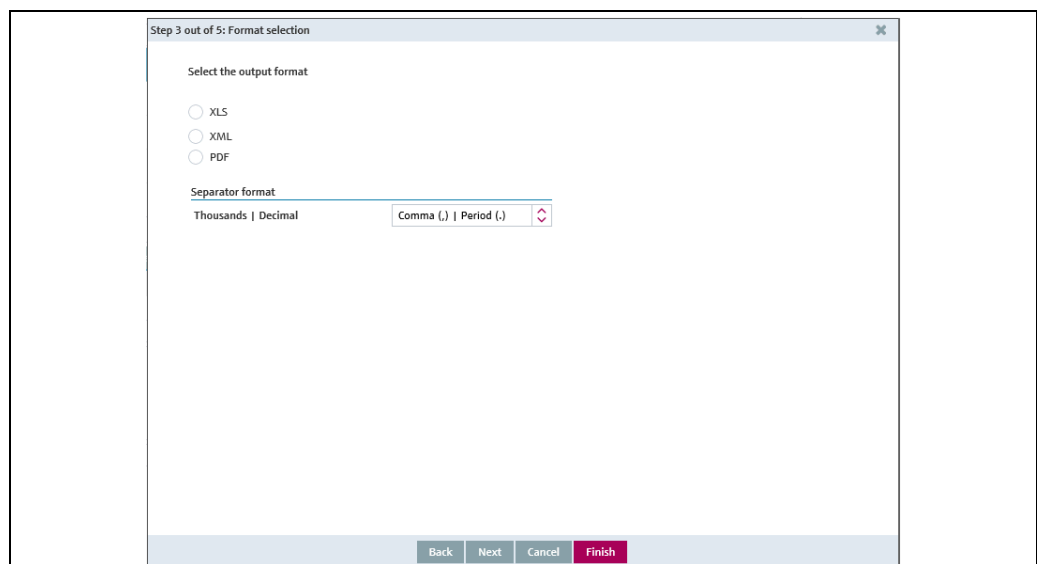 Step 3 out of 5: Format selection
Select the output format
XLS
XML
PDF
Separator format
Thousands | Decimal Comma (,) | Period (.)
Back Next Cancel Finish